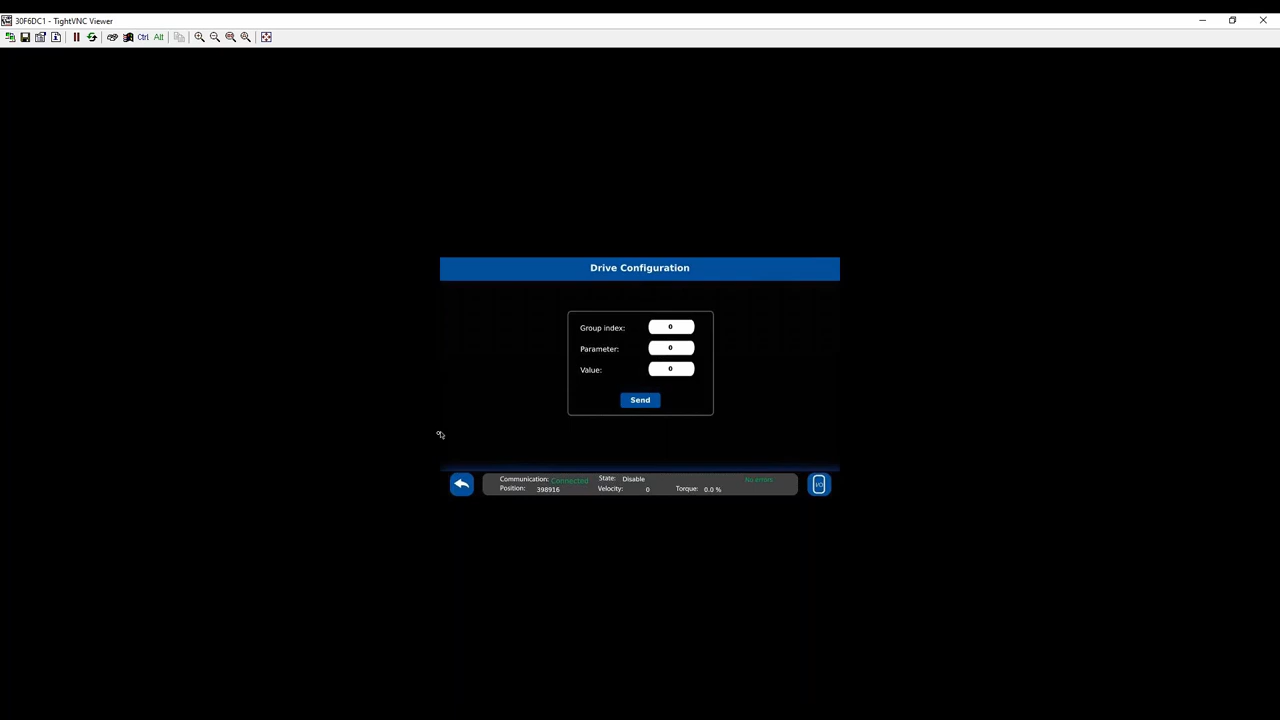 30F6DC1 - TightVNC Viewer
Ctrl Alt
Drive Configuration
Group index: 0
Parameter: 0
Value: 0
Send
Communication: Connected State: Disable No errors
Position: 398916 Velocity: 0 Torque: 0.0 %
I/O